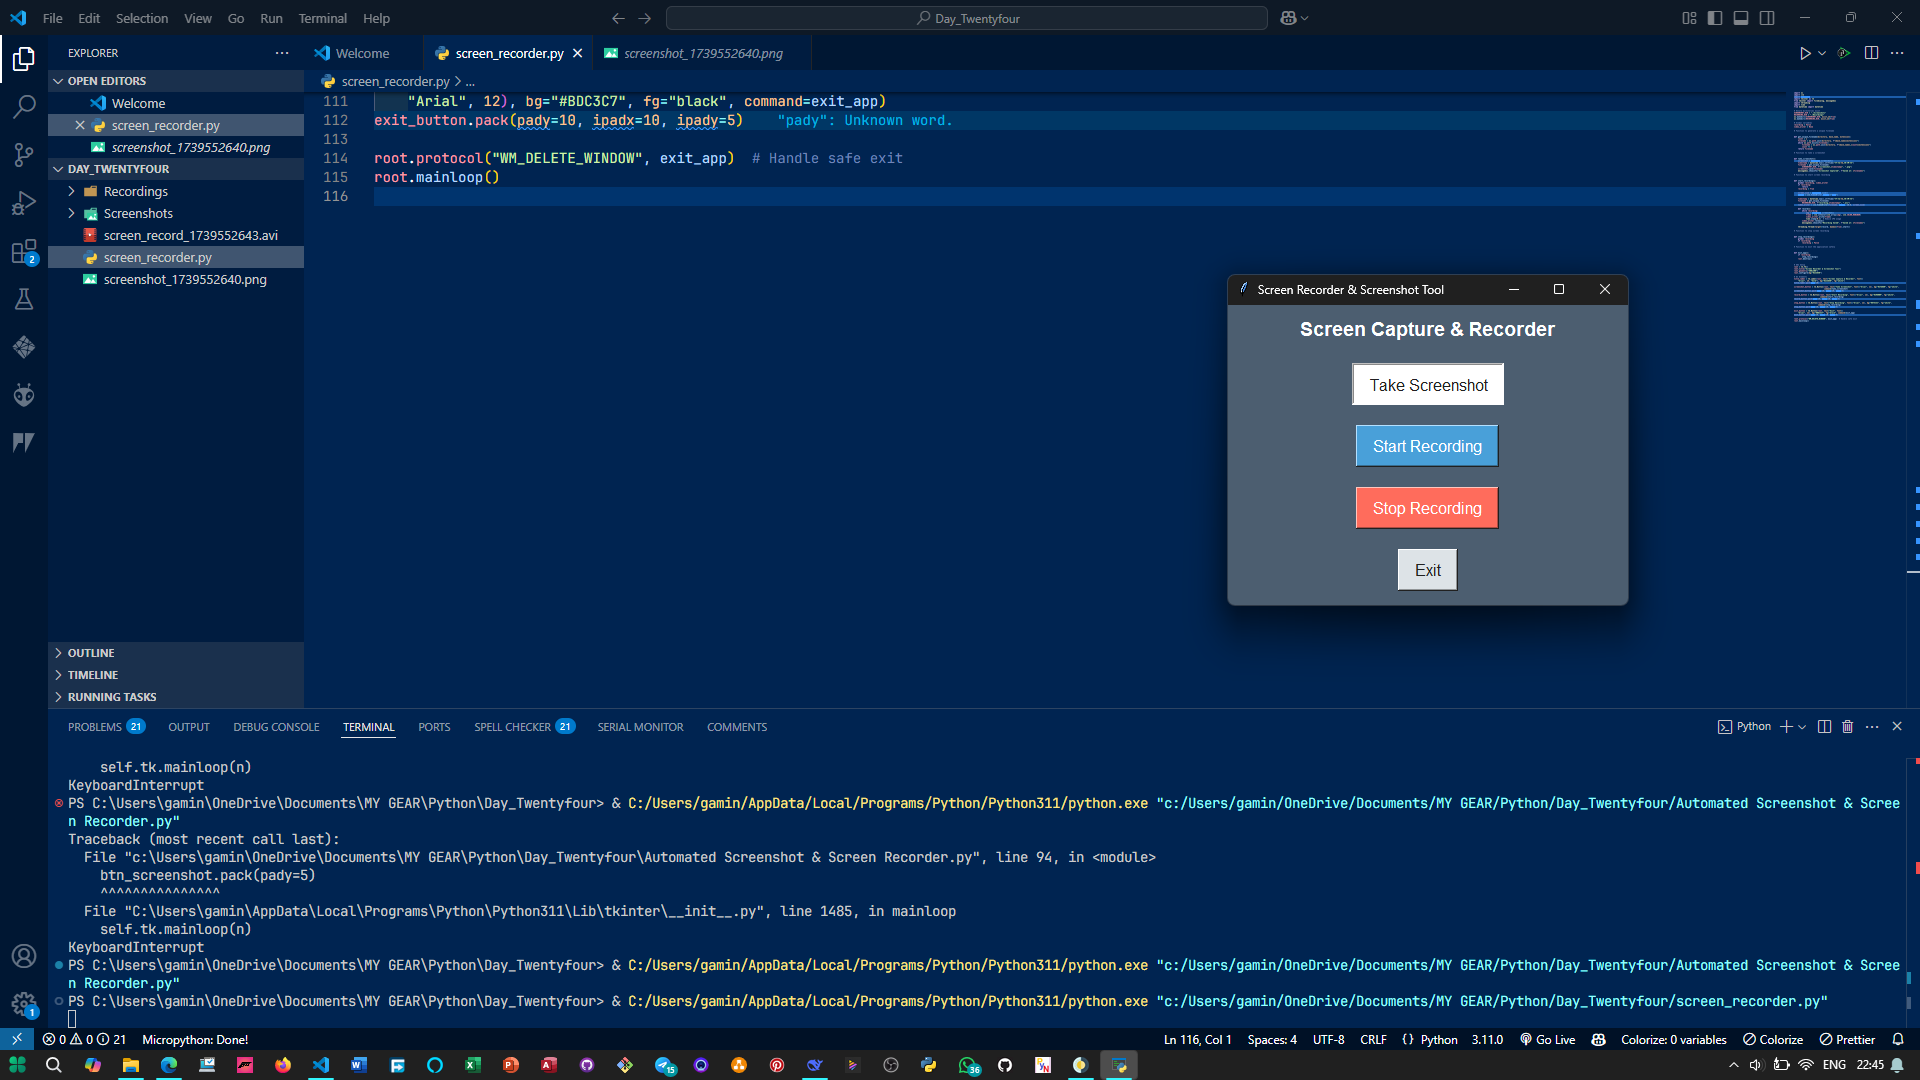 File Edit Selection View Go Run Terminal Help
Day_Twentyfour
EXPLORER
Welcome
screen_recorder.py
screenshot_1739552640.png
OPEN EDITORS
Welcome
screen_recorder.py
screenshot_1739552640.png
DAY_TWENTYFOUR
Recordings
Screenshots
screen_record_1739552643.avi
screen_recorder.py
screenshot_1739552640.png
OUTLINE
TIMELINE
RUNNING TASKS
screen_recorder.py > ...
111 "Arial", 12), bg="#BDC3C7", fg="black", command=exit_app)
112 exit_button.pack(pady=10, ipadx=10, ipady=5) "pady": Unknown word.
113
114 root.protocol("WM_DELETE_WINDOW", exit_app) # Handle safe exit
115 root.mainloop()
116
Screen Recorder & Screenshot Tool
Screen Capture & Recorder
Take Screenshot
Start Recording
Stop Recording
Exit
PROBLEMS 21 OUTPUT DEBUG CONSOLE TERMINAL PORTS SPELL CHECKER 21 SERIAL MONITOR COMMENTS
Python
self.tk.mainloop(n)
KeyboardInterrupt
PS C:\Users\gamin\OneDrive\Documents\MY GEAR\Python\Day_Twentyfour> & C:/Users/gamin/AppData/Local/Programs/Python/Python311/python.exe "c:/Users/gamin/OneDrive/Documents/MY GEAR/Python/Day_Twentyfour/Automated Screenshot & Scree
n Recorder.py"
Traceback (most recent call last):
File "c:\Users\gamin\OneDrive\Documents\MY GEAR\Python\Day_Twentyfour\Automated Screenshot & Screen Recorder.py", line 94, in <module>
btn_screenshot.pack(pady=5)
^^^^^^^^^^^^^^^
File "C:\Users\gamin\AppData\Local\Programs\Python\Python311\Lib\tkinter\__init__.py", line 1485, in mainloop
self.tk.mainloop(n)
KeyboardInterrupt
PS C:\Users\gamin\OneDrive\Documents\MY GEAR\Python\Day_Twentyfour> & C:/Users/gamin/AppData/Local/Programs/Python/Python311/python.exe "c:/Users/gamin/OneDrive/Documents/MY GEAR/Python/Day_Twentyfour/Automated Screenshot & Scree
n Recorder.py"
PS C:\Users\gamin\OneDrive\Documents\MY GEAR\Python\Day_Twentyfour> & C:/Users/gamin/AppData/Local/Programs/Python/Python311/python.exe "c:/Users/gamin/OneDrive/Documents/MY GEAR/Python/Day_Twentyfour/screen_recorder.py"
2
1
0 0 21 Micropython: Done!
Ln 116, Col 1 Spaces: 4 UTF-8 CRLF {} Python 3.11.0 Go Live Colorize: 0 variables Colorize Prettier
15
36
ENG 22:45